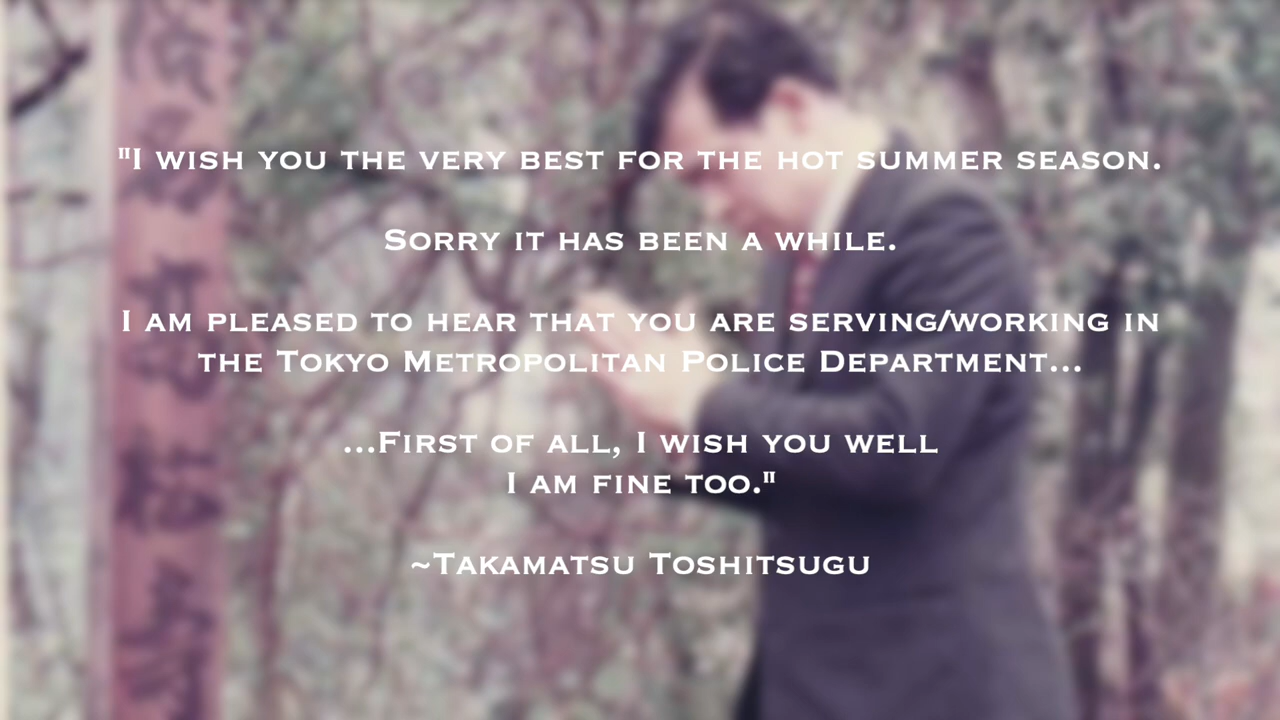 "I WISH YOU THE VERY BEST FOR THE HOT SUMMER SEASON.
SORRY IT HAS BEEN A WHILE.
I AM PLEASED TO HEAR THAT YOU ARE SERVING/WORKING IN
THE TOKYO METROPOLITAN POLICE DEPARTMENT...
...FIRST OF ALL, I WISH YOU WELL
I AM FINE TOO."
~TAKAMATSU TOSHITSUGU